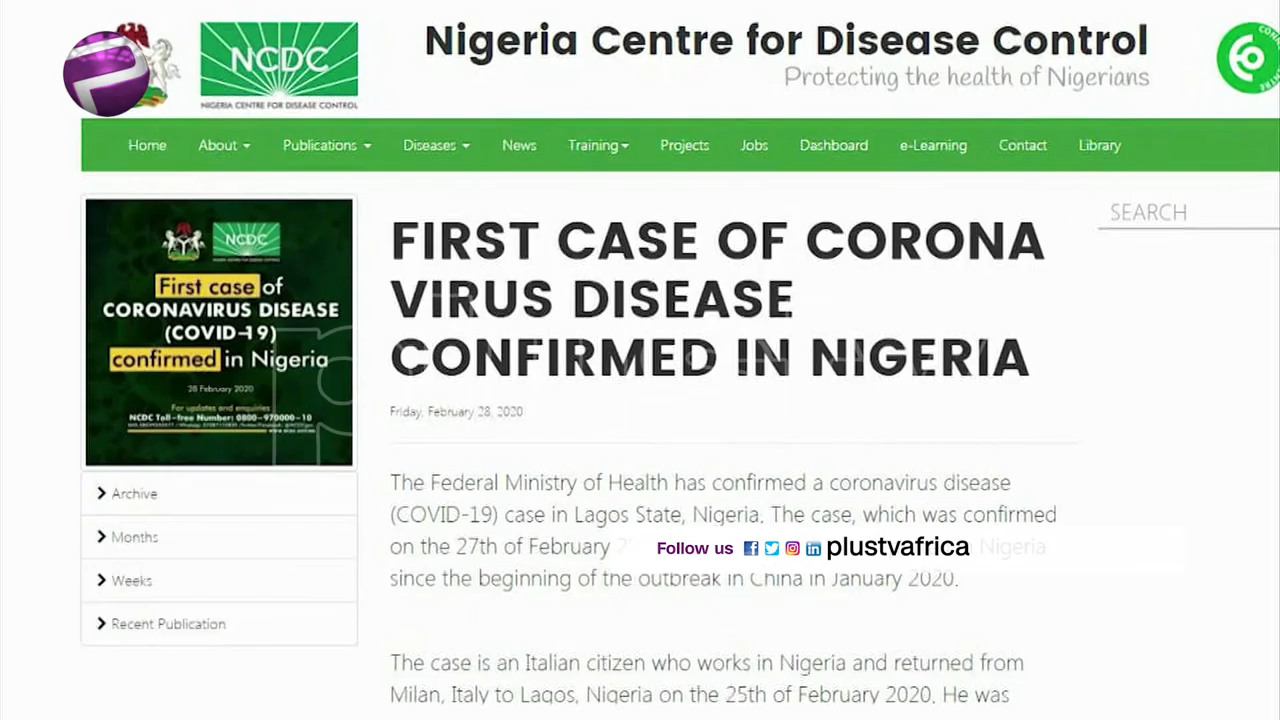 NCDC
NIGERIA CENTRE FOR DISEASE CONTROL
Nigeria Centre for Disease Control
Protecting the health of Nigerians
Home About Publications Diseases News Training Projects Jobs Dashboard e-Learning Contact Library
SEARCH
NCDC
First case of
CORONAVIRUS DISEASE
(COVID-19)
confirmed in Nigeria
28 February 2020
For updates and enquiries
NCDC Toll-free Number: 0800-970000-10
Archive
Months
Weeks
Recent Publication
FIRST CASE OF CORONA
VIRUS DISEASE
CONFIRMED IN NIGERIA
Friday, February 28, 2020
The Federal Ministry of Health has confirmed a coronavirus disease
(COVID-19) case in Lagos State, Nigeria. The case, which was confirmed
on the 27th of February Nigeria
Follow us plustvafrica
since the beginning of the outbreak in China in January 2020.
The case is an Italian citizen who works in Nigeria and returned from
Milan, Italy to Lagos, Nigeria on the 25th of February 2020. He was